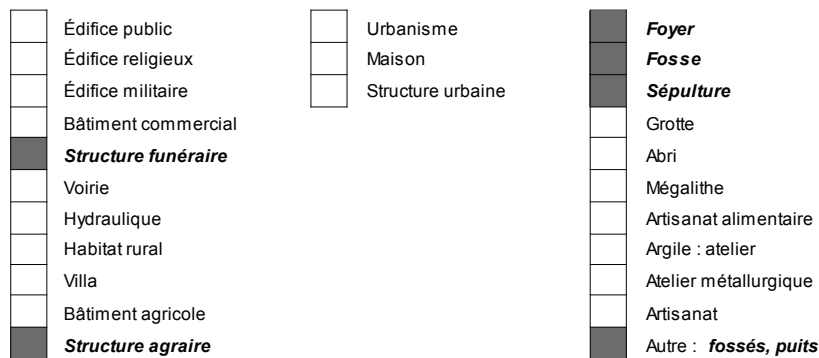 Édifice public
Édifice religieux
Édifice militaire
Bâtiment commercial
Structure funéraire
Voirie
Hydraulique
Habitat rural
Villa
Bâtiment agricole
Structure agraire
Urbanisme
Maison
Structure urbaine
Foyer
Fosse
Sépulture
Grotte
Abri
Mégalithe
Artisanat alimentaire
Argile : atelier
Atelier métallurgique
Artisanat
Autre : fossés, puits